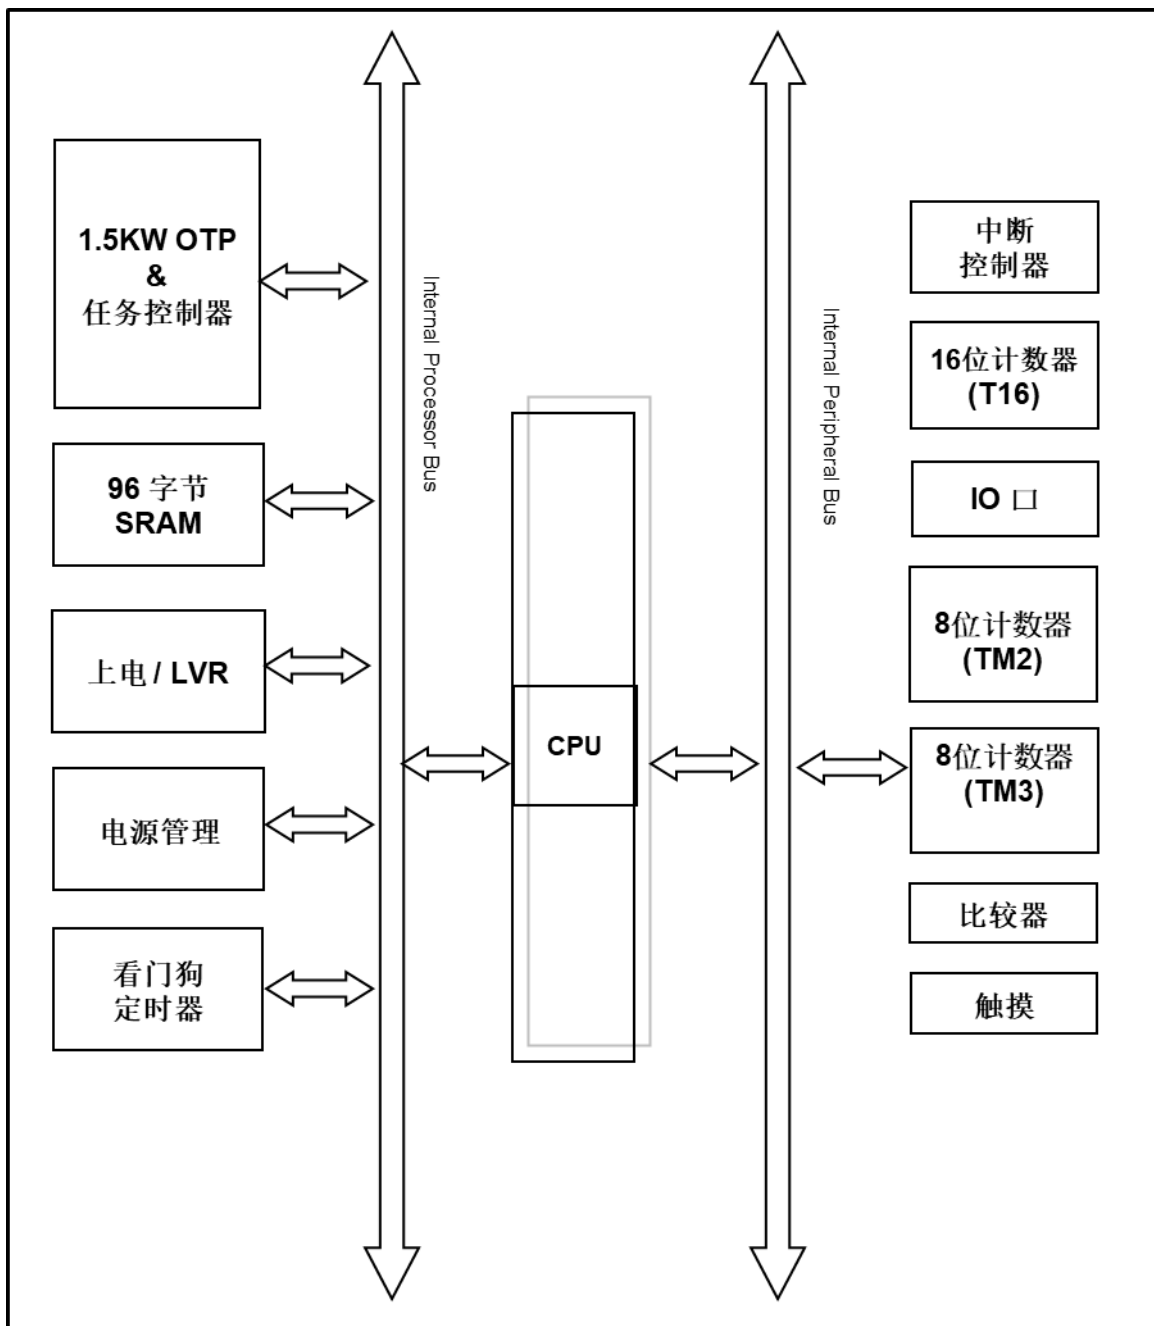 1.5KW OTP
&
任务控制器
96 字节
SRAM
上电 / LVR
电源管理
看门狗
定时器
Internal Processor Bus
CPU
Internal Peripheral Bus
中断
控制器
16位计数器
(T16)
IO 口
8位计数器
(TM2)
8位计数器
(TM3)
比较器
触摸